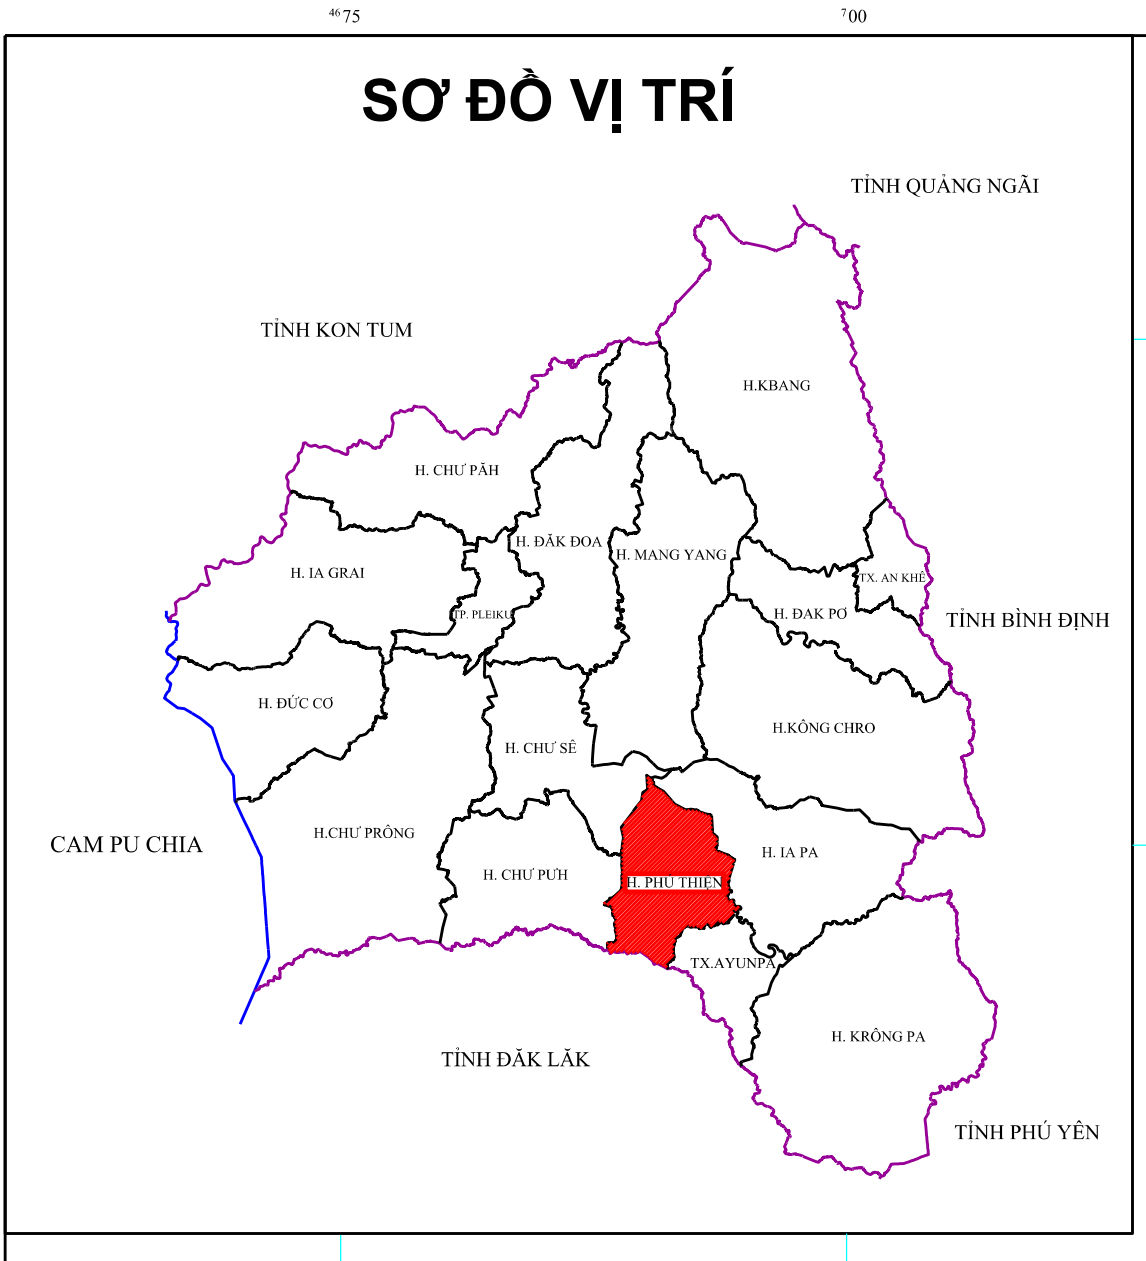 4675
700
SƠ ĐỒ VỊ TRÍ
TỈNH QUẢNG NGÃI
TỈNH KON TUM
H.KBANG
H. CHƯ PĂH
H. ĐĂK ĐOA
H. MANG YANG
H. IA GRAI
TX. AN KHÊ
TP. PLEIKU
H. ĐAK PƠ
TỈNH BÌNH ĐỊNH
H. ĐỨC CƠ
H.KÔNG CHRO
H. CHƯ SÊ
H.CHƯ PRÔNG
CAM PU CHIA
H. IA PA
H. CHƯ PƯH
H. PHÚ THIỆN
TX.AYUNPA
H. KRÔNG PA
TỈNH ĐĂK LĂK
TỈNH PHÚ YÊN